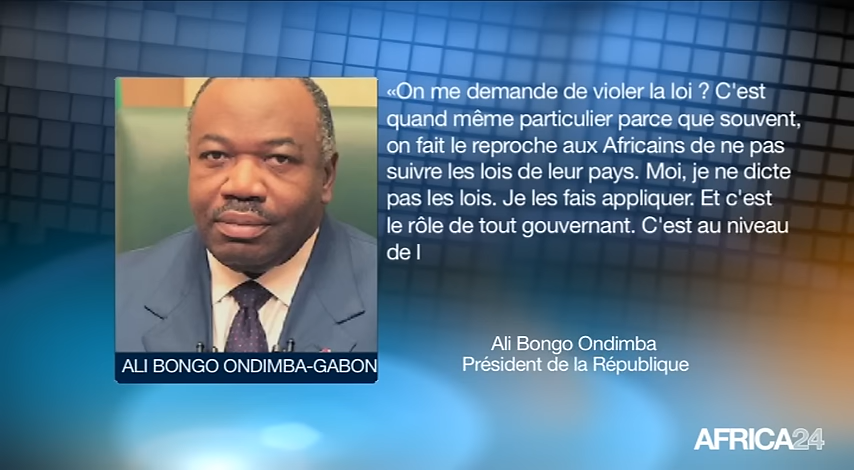 «On me demande de violer la loi ? C'est
quand même particulier parce que souvent,
on fait le reproche aux Africains de ne pas
suivre les lois de leur pays. Moi, je ne dicte
pas les lois. Je les fais appliquer. Et c'est
le rôle de tout gouvernant. C'est au niveau
de l
Ali Bongo Ondimba
Président de la République
ALI BONGO ONDIMBA-GABON
AFRICA24